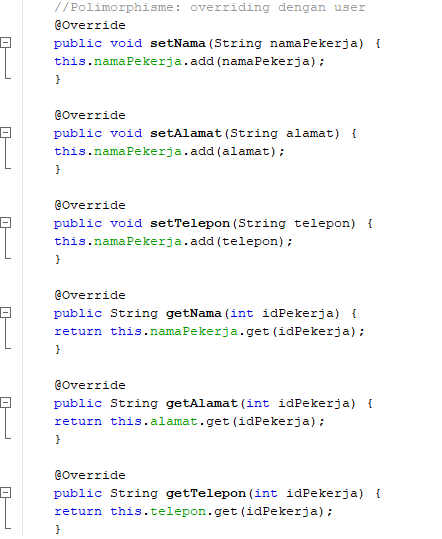 //Polimorphisme: overriding dengan user
@Override
public void setNama(String namaPekerja) {
this.namaPekerja.add(namaPekerja);
}
@Override
public void setAlamat(String alamat) {
this.namaPekerja.add(alamat);
}
@Override
public void setTelepon(String telepon) {
this.namaPekerja.add(telepon);
}
@Override
public String getNama(int idPekerja) {
return this.namaPekerja.get(idPekerja);
}
@Override
public String getAlamat(int idPekerja) {
return this.alamat.get(idPekerja);
}
@Override
public String getTelepon(int idPekerja) {
return this.telepon.get(idPekerja);
}